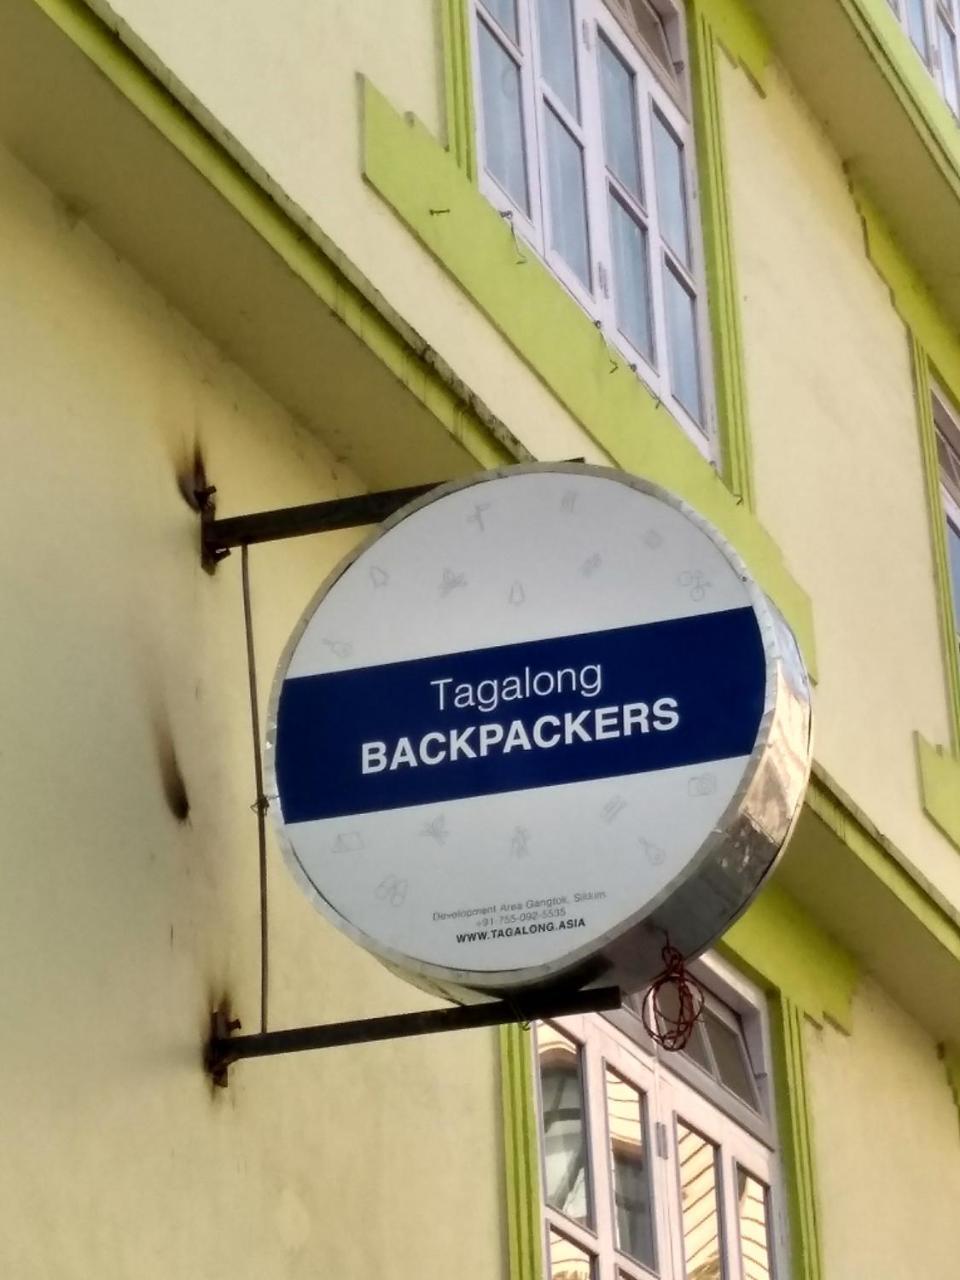 Tagalong
BACKPACKERS
Development Area Gangtok, Sikkim
+91-755-092-5535
WWW.TAGALONG.ASIA